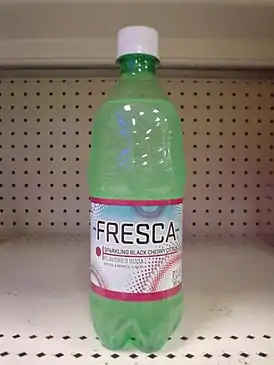 FRESCA
SPARKLING BLACK CHERRY CITRUS
FLAVORED SODA